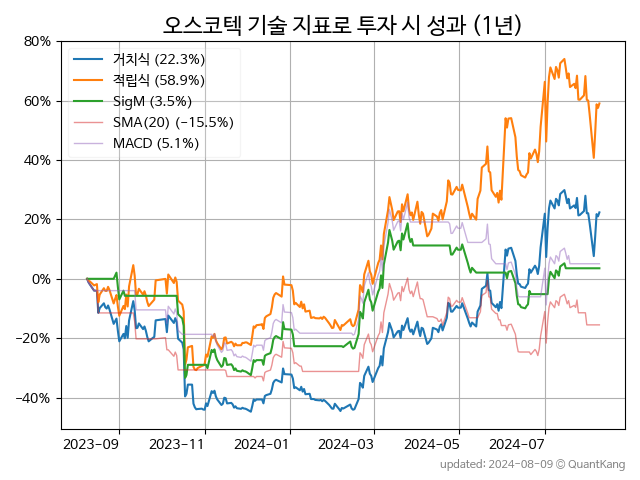 오스코텍 기술 지표로 투자 시 성과 (1년)
80%
60%
40%
20%
0%
−20%
−40%
거치식 (22.3%)
적립식 (58.9%)
SigM (3.5%)
SMA(20) (−15.5%)
MACD (5.1%)
2023-09
2023-11
2024-01
2024-03
2024-05
2024-07
updated: 2024-08-09 © QuantKang